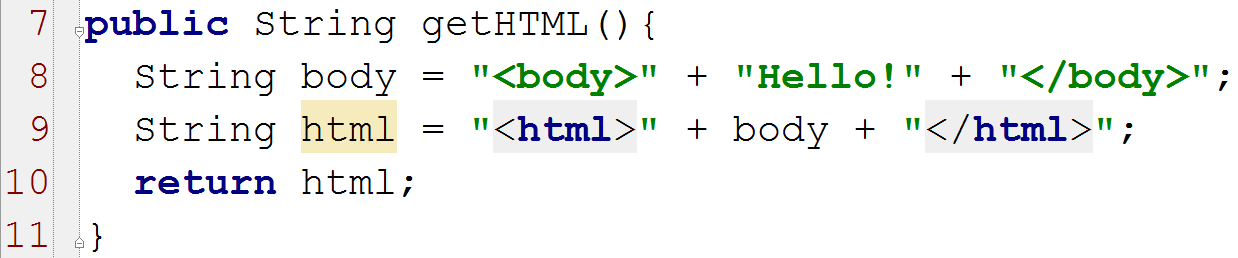 7 public String getHTML(){
8 String body = "<body>" + "Hello!" + "</body>";
9 String html = "<html>" + body + "</html>";
10 return html;
11 }